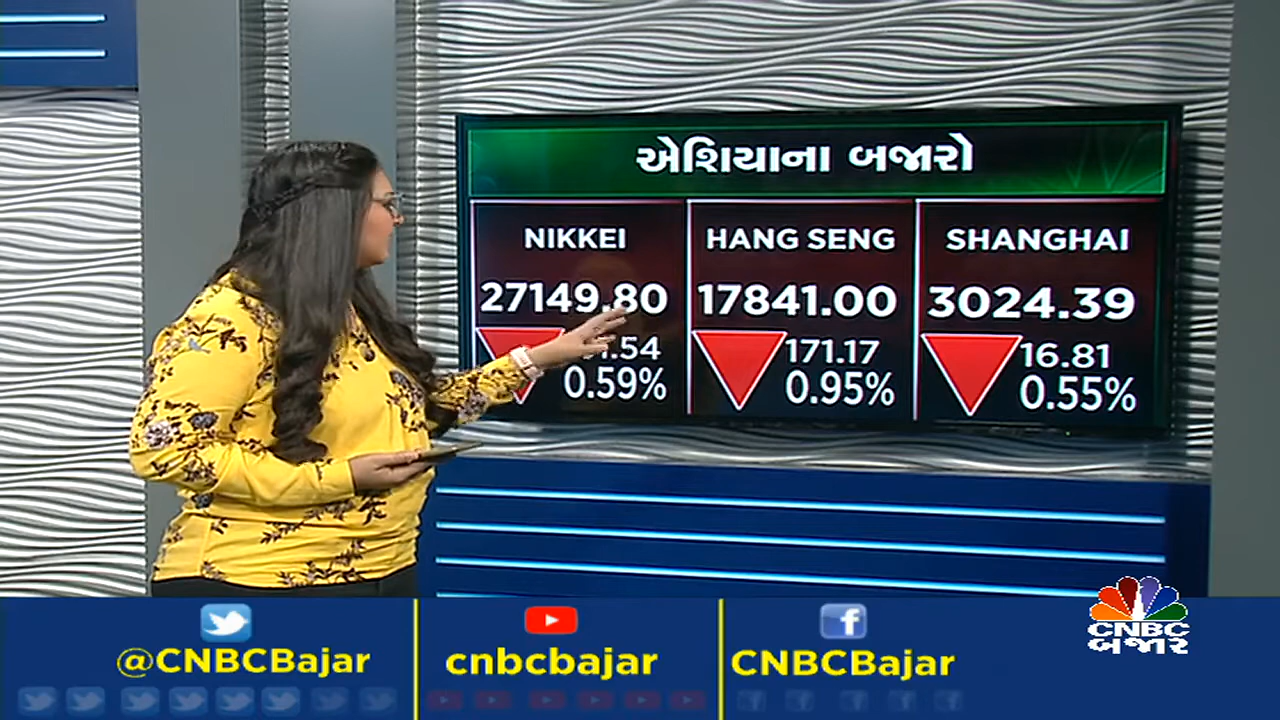 એશિયાના બજારો
NIKKEI
27149.80
.54
0.59%
HANG SENG
17841.00
171.17
0.95%
SHANGHAI
3024.39
16.81
0.55%
@CNBCBajar
cnbcbajar
CNBCBajar
CNBC
બજાર